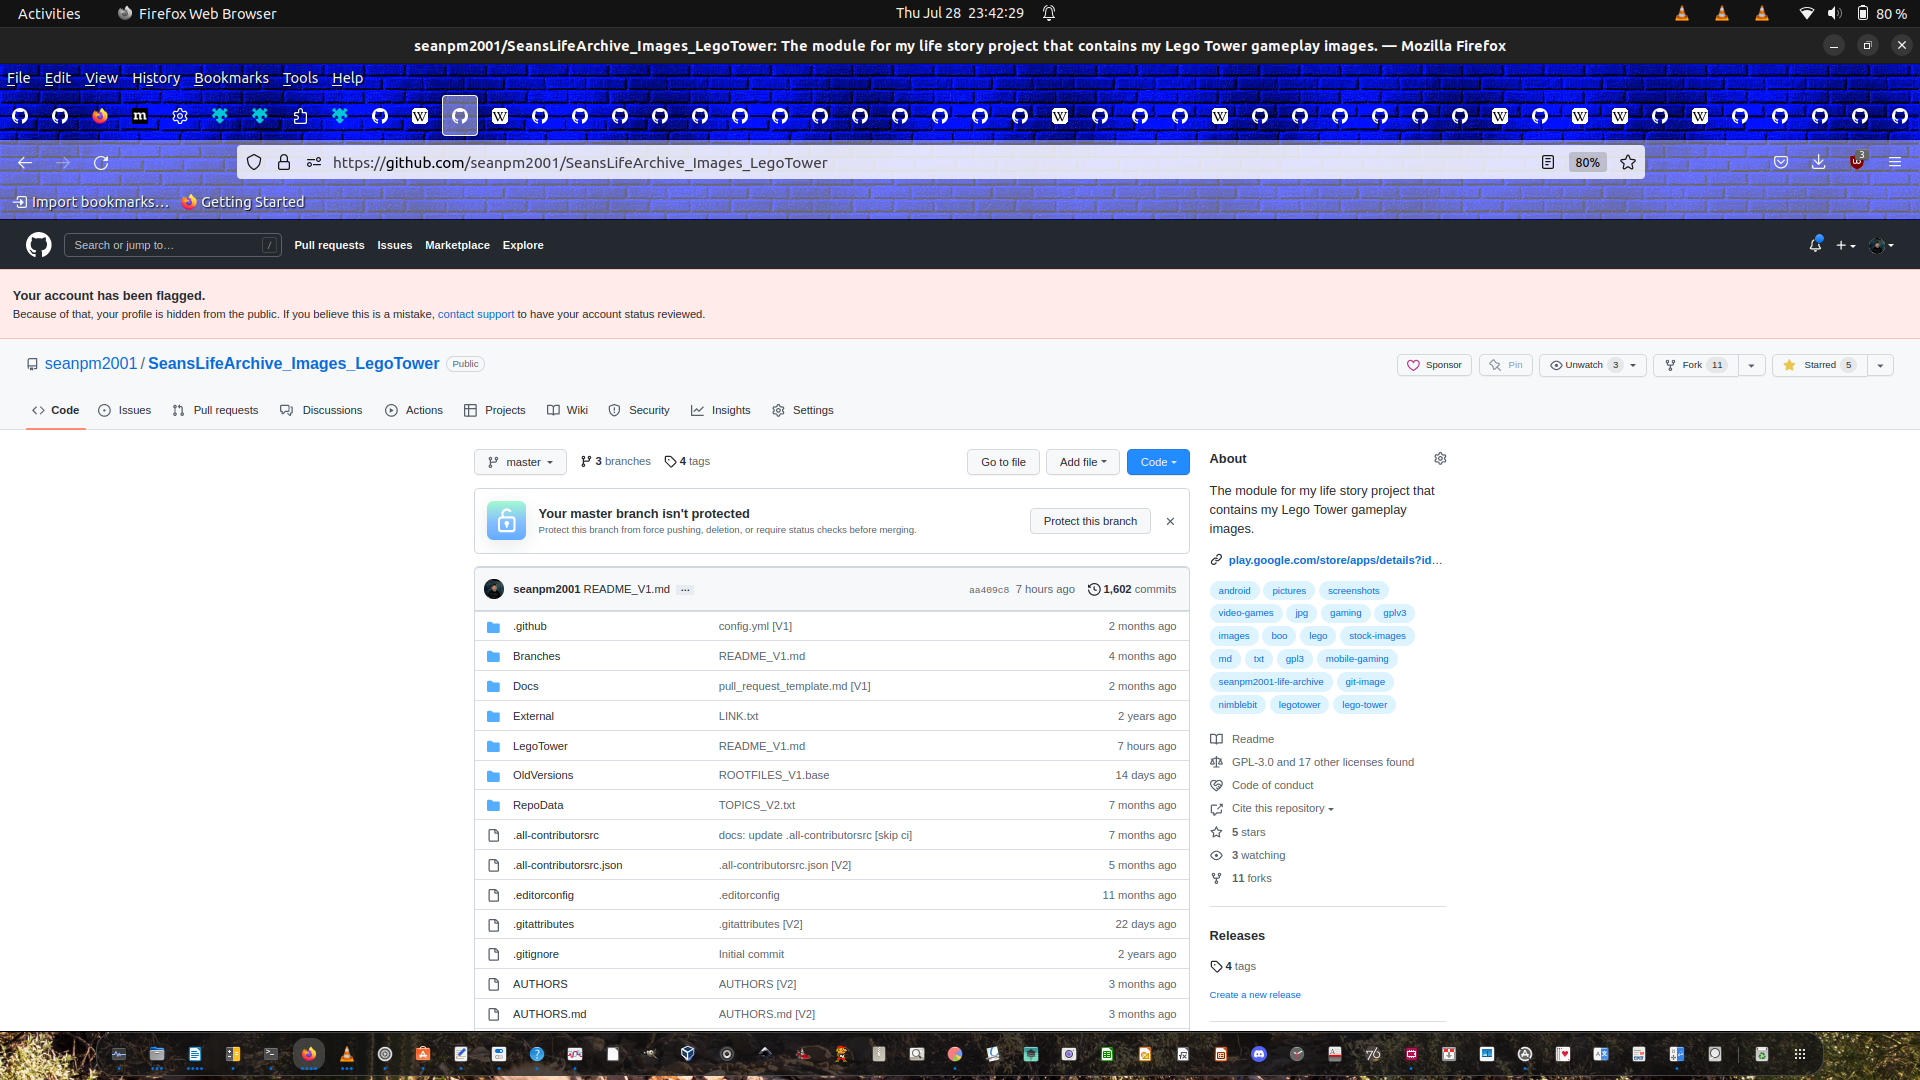 Activities
Firefox Web Browser
Thu Jul 28 23:42:29
80 %
seanpm2001/SeansLifeArchive_Images_LegoTower: The module for my life story project that contains my Lego Tower gameplay images. — Mozilla Firefox
File Edit View History Bookmarks Tools Help
https://github.com/seanpm2001/SeansLifeArchive_Images_LegoTower
80%
3
Import bookmarks…
Getting Started
Search or jump to…
/
Pull requests
Issues
Marketplace
Explore
Your account has been flagged.
Because of that, your profile is hidden from the public. If you believe this is a mistake, contact support to have your account status reviewed.
seanpm2001 / SeansLifeArchive_Images_LegoTower
Public
Sponsor
Pin
Unwatch 3
Fork 11
Starred 5
Code
Issues
Pull requests
Discussions
Actions
Projects
Wiki
Security
Insights
Settings
master
3 branches
4 tags
Go to file
Add file
Code
Your master branch isn't protected
Protect this branch from force pushing, deletion, or require status checks before merging.
Protect this branch
seanpm2001 README_V1.md
...
aa409c8 7 hours ago
1,602 commits
.github config.yml [V1] 2 months ago
Branches README_V1.md 4 months ago
Docs pull_request_template.md [V1] 2 months ago
External LINK.txt 2 years ago
LegoTower README_V1.md 7 hours ago
OldVersions ROOTFILES_V1.base 14 days ago
RepoData TOPICS_V2.txt 7 months ago
.all-contributorsrc docs: update .all-contributorsrc [skip ci] 7 months ago
.all-contributorsrc.json .all-contributorsrc.json [V2] 5 months ago
.editorconfig .editorconfig 11 months ago
.gitattributes .gitattributes [V2] 22 days ago
.gitignore Initial commit 2 years ago
AUTHORS AUTHORS [V2] 3 months ago
AUTHORS.md AUTHORS.md [V2] 3 months ago
About
The module for my life story project that
contains my Lego Tower gameplay
images.
play.google.com/store/apps/details?id…
android pictures screenshots
video-games jpg gaming gplv3
images boo lego stock-images
md txt gpl3 mobile-gaming
seanpm2001-life-archive git-image
nimblebit legotower lego-tower
Readme
GPL-3.0 and 17 other licenses found
Code of conduct
Cite this repository
5 stars
3 watching
11 forks
Releases
4 tags
Create a new release